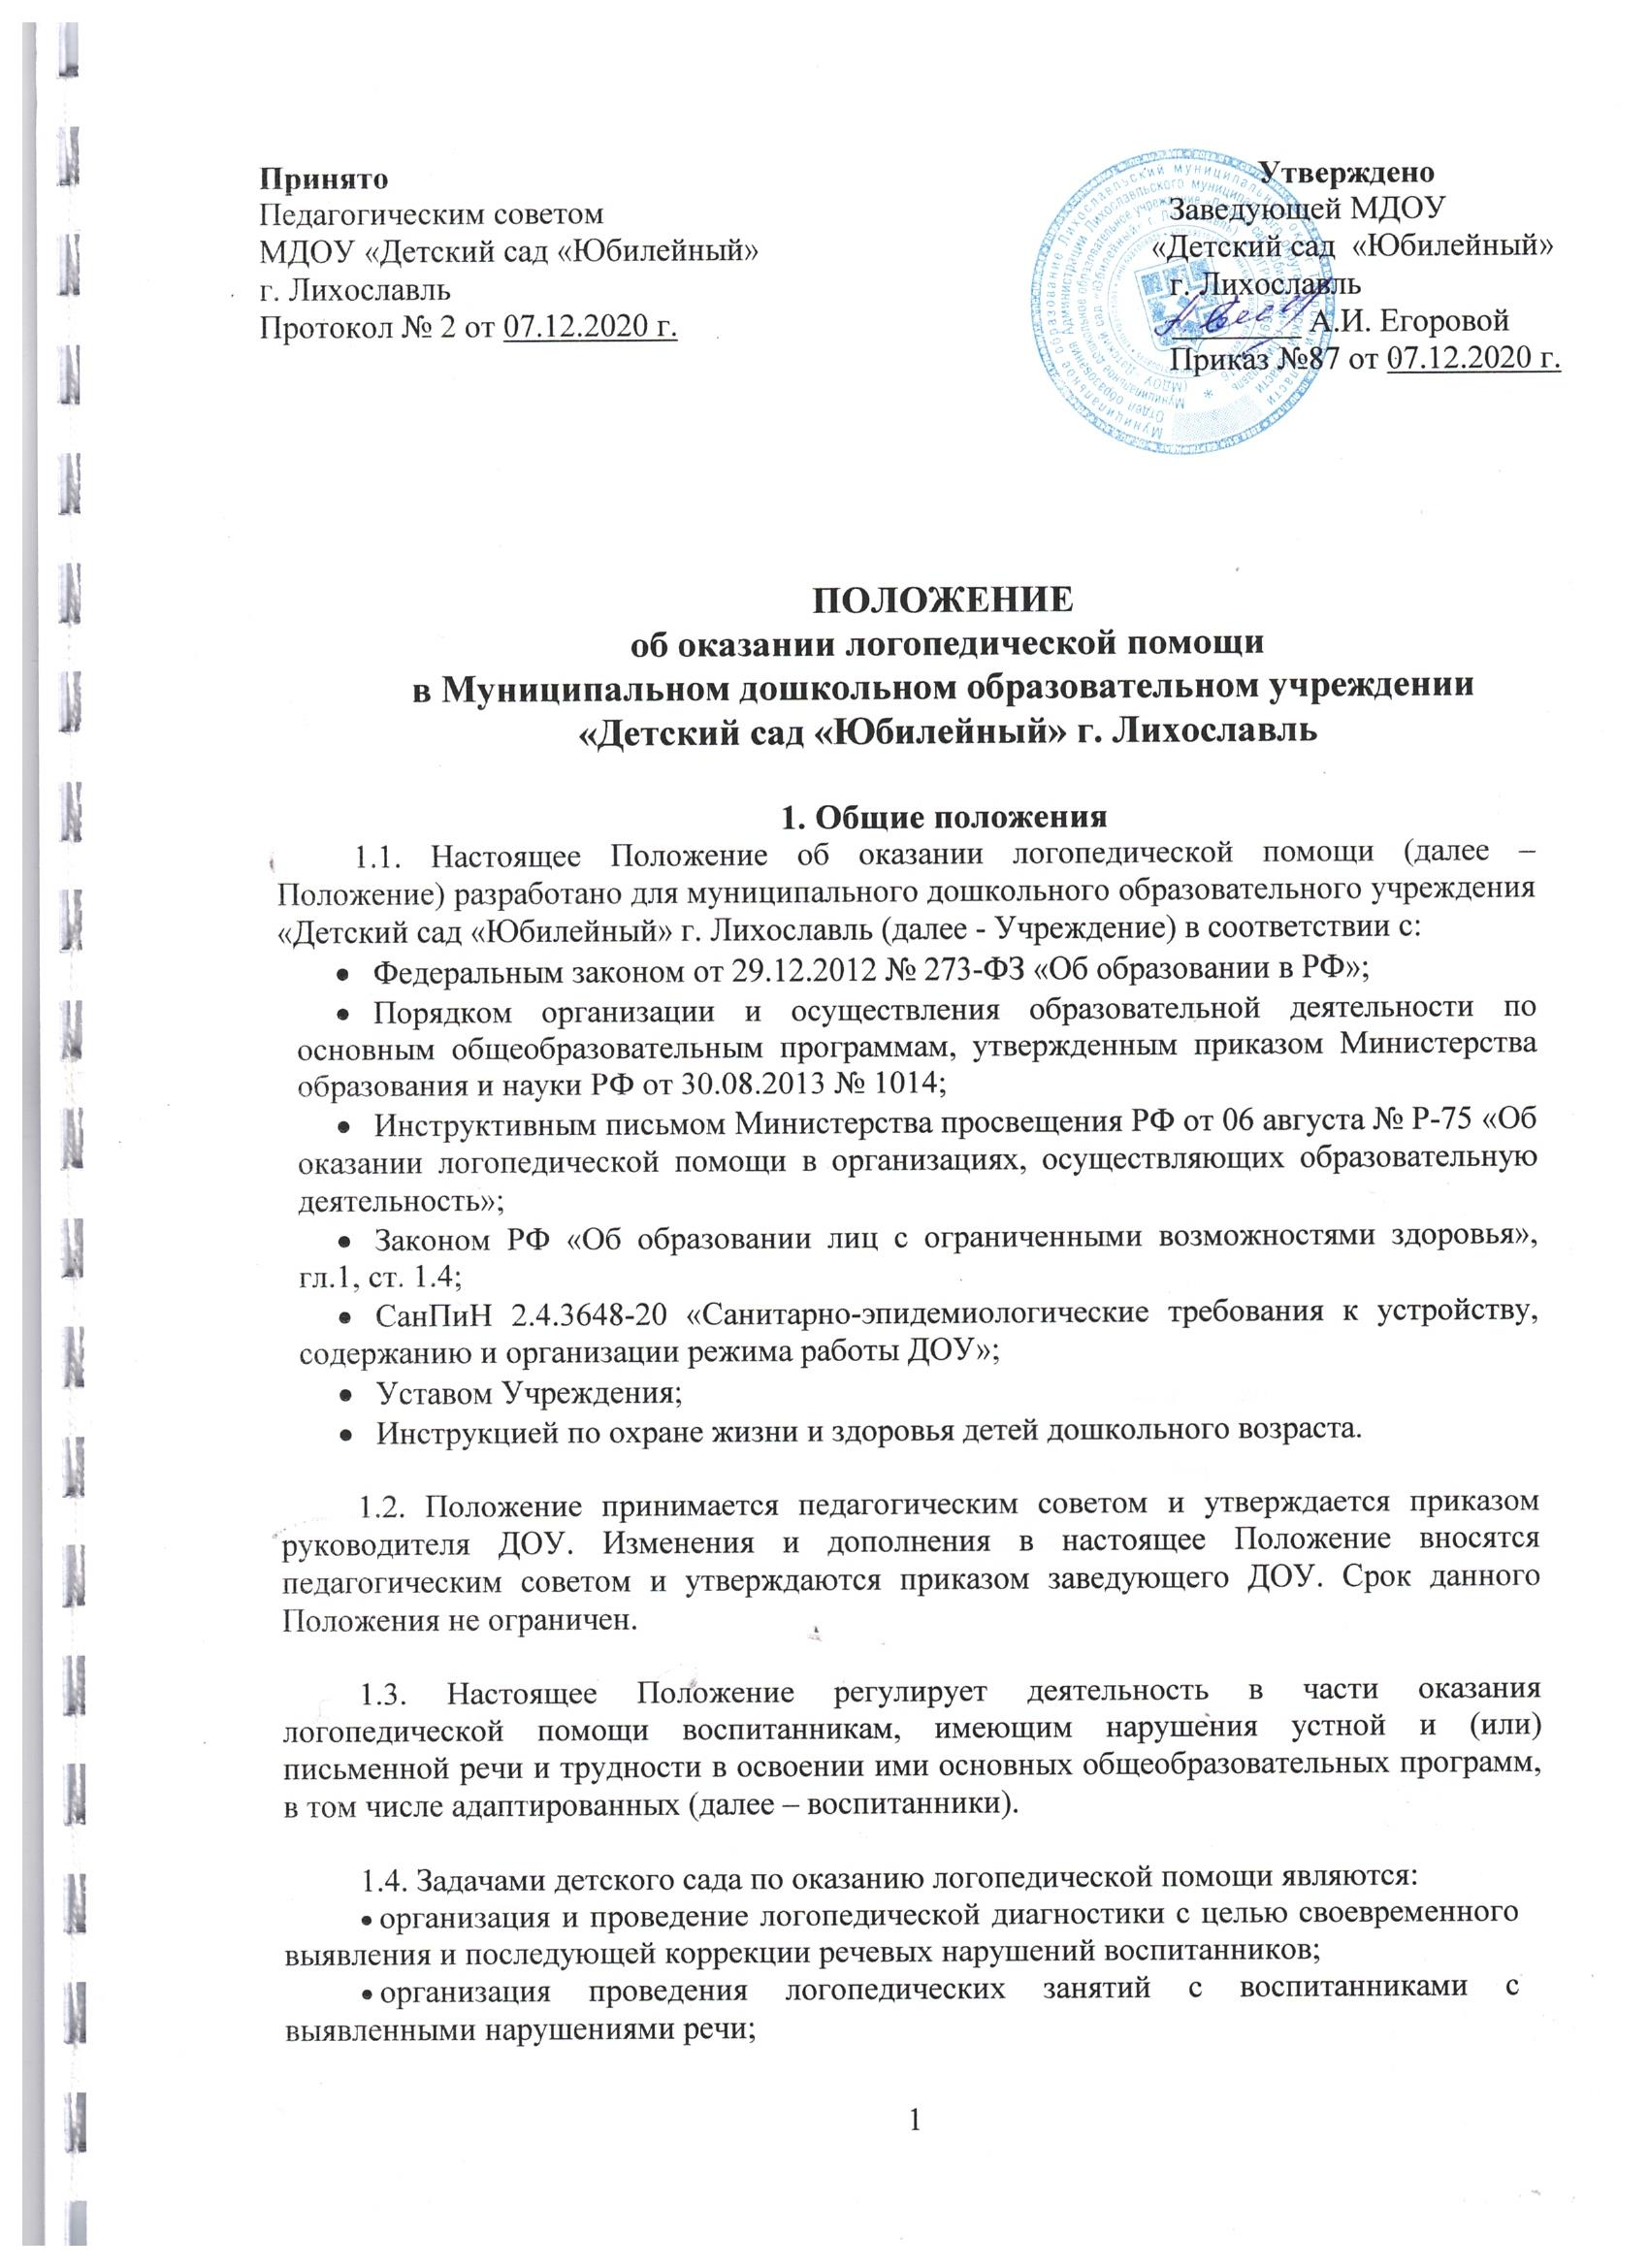 Принято
Педагогическим советом
МДОУ «Детский сад «Юбилейный»
г. Лихославль
Протокол № 2 от 07.12.2020 г.
Утверждено
Заведующей МДОУ
«Детский сад «Юбилейный»
г. Лихославль
________ А.И. Егоровой
Приказ №87 от 07.12.2020 г.
ПОЛОЖЕНИЕ
об оказании логопедической помощи
в Муниципальном дошкольном образовательном учреждении
«Детский сад «Юбилейный» г. Лихославль
1. Общие положения
1.1. Настоящее Положение об оказании логопедической помощи (далее –
Положение) разработано для муниципального дошкольного образовательного учреждения
«Детский сад «Юбилейный» г. Лихославль (далее - Учреждение) в соответствии с:
• Федеральным законом от 29.12.2012 № 273-ФЗ «Об образовании в РФ»;
• Порядком организации и осуществления образовательной деятельности по
основным общеобразовательным программам, утвержденным приказом Министерства
образования и науки РФ от 30.08.2013 № 1014;
• Инструктивным письмом Министерства просвещения РФ от 06 августа № Р-75 «Об
оказании логопедической помощи в организациях, осуществляющих образовательную
деятельность»;
• Законом РФ «Об образовании лиц с ограниченными возможностями здоровья»,
гл.1, ст. 1.4;
• СанПиН 2.4.3648-20 «Санитарно-эпидемиологические требования к устройству,
содержанию и организации режима работы ДОУ»;
• Уставом Учреждения;
• Инструкцией по охране жизни и здоровья детей дошкольного возраста.
1.2. Положение принимается педагогическим советом и утверждается приказом
руководителя ДОУ. Изменения и дополнения в настоящее Положение вносятся
педагогическим советом и утверждаются приказом заведующего ДОУ. Срок данного
Положения не ограничен.
1.3. Настоящее Положение регулирует деятельность в части оказания
логопедической помощи воспитанникам, имеющим нарушения устной и (или)
письменной речи и трудности в освоении ими основных общеобразовательных программ,
в том числе адаптированных (далее – воспитанники).
1.4. Задачами детского сада по оказанию логопедической помощи являются:
• организация и проведение логопедической диагностики с целью своевременного
выявления и последующей коррекции речевых нарушений воспитанников;
• организация проведения логопедических занятий с воспитанниками с
выявленными нарушениями речи;
1